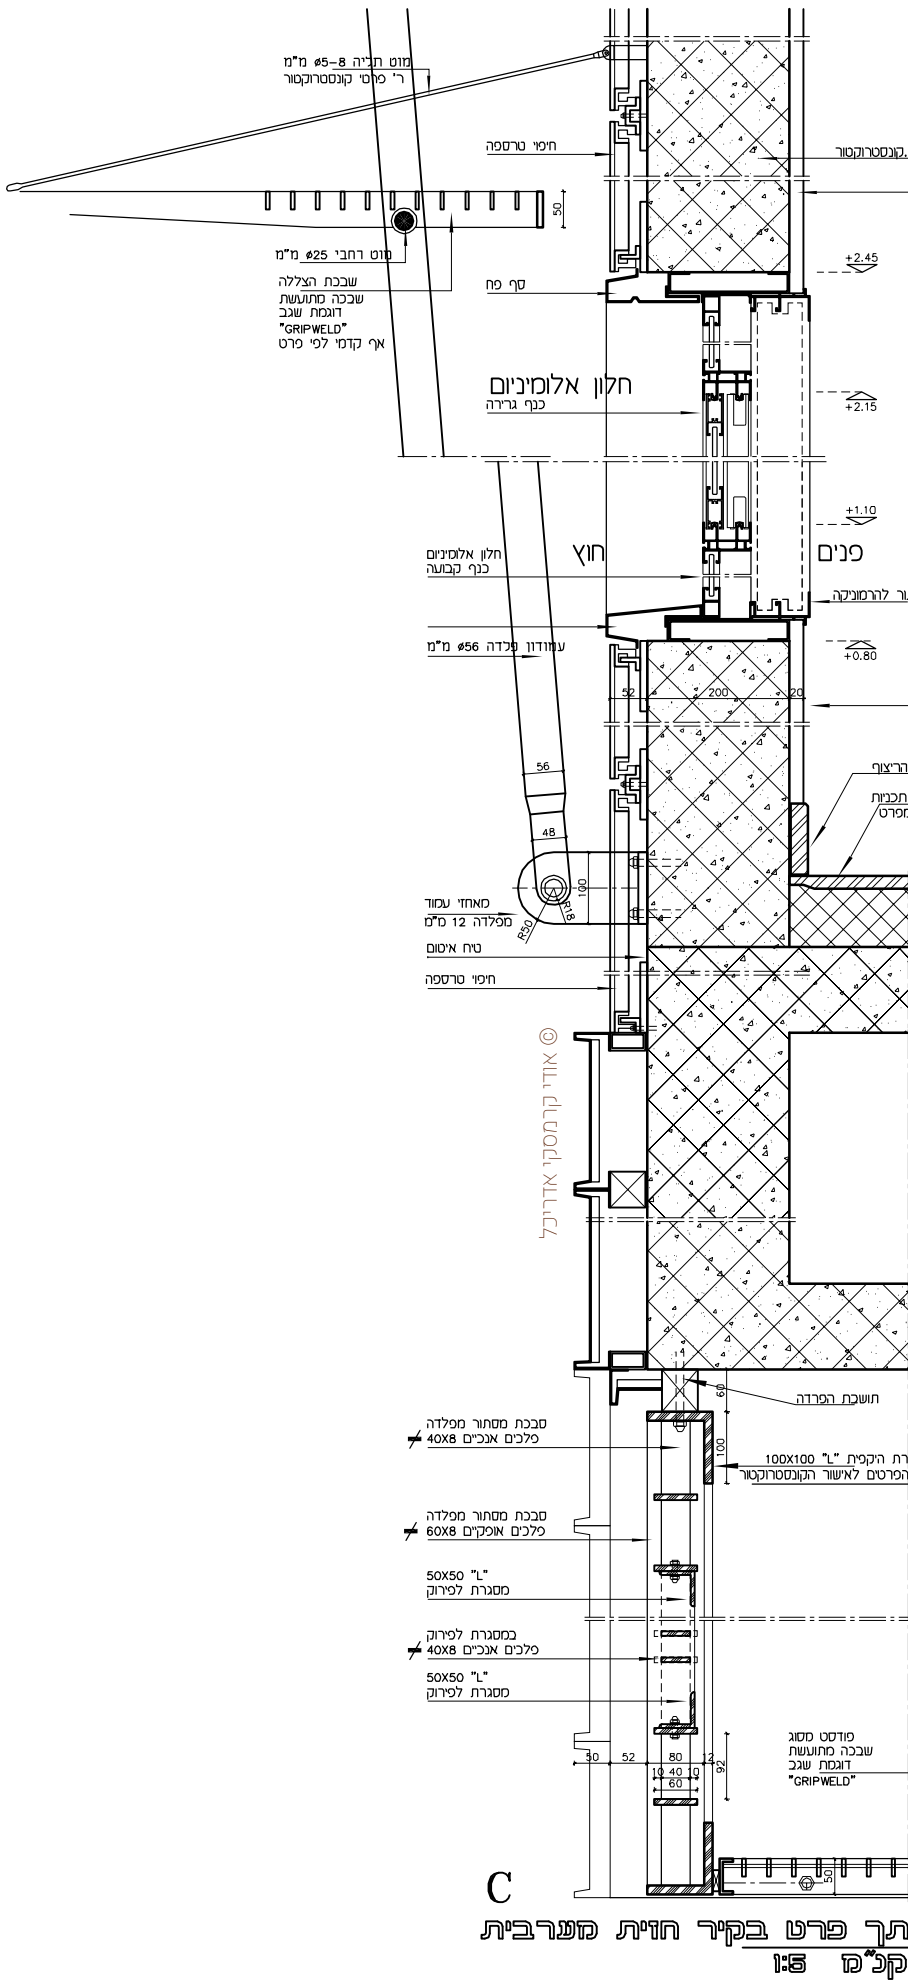 מוט תליה 5-8⌀ מ"מ
ר' פרטי קונסטרוקטור
חיפוי טרספה
קונסטרוקטור.
50
מוט רחבי 25⌀ מ"מ
שבכת הצללה
שבכה מתועשת
דוגמת שגב
"GRIPWELD"
אף קדמי לפי פרט
+2.45
סף פח
חלון אלומיניום
כנף גרירה
+2.15
+1.10
חוץ
פנים
חלון אלומיניום
כנף קבועה
ור להרמוניקה
עמודון פלדה 56⌀ מ"מ
+0.80
52
200
20
56
הריצוף
תכניות
מפרט
48
100
R18
R50
מאחזי עמוד
מפלדה 12 מ"מ
טיח איטום
חיפוי טרספה
© אודי קרמסקי אדריכל
תושבת הפרדה
60
סבכת מסתור מפלדה
פלכים אנכיים 40X8
100
רת היקפית "L" 100X100
הפרטים לאישור הקונסטרוקטור
סבכת מסתור מפלדה
פלכים אופקיים 60X8
50X50 "L"
מסגרת לפירוק
במסגרת לפירוק
פלכים אנכיים 40X8
50X50 "L"
מסגרת לפירוק
פודסט מסוג
שבכה מתועשת
דוגמת שגב
"GRIPWELD"
50
52
80
12
10 40 10
60
92
50
C
תך פרט בקיר חזית מערבית
קנ"מ 1:5